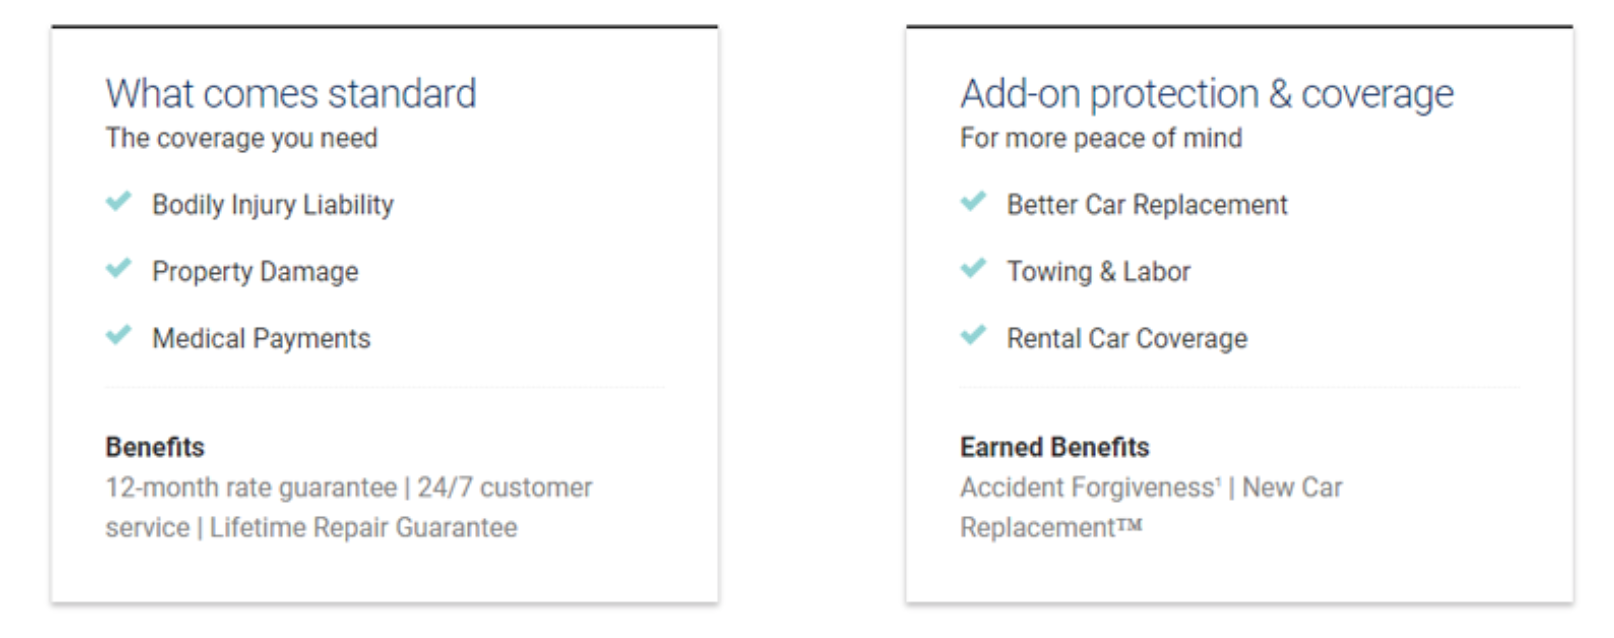 What comes standard
The coverage you need
Bodily Injury Liability
Property Damage
Medical Payments
Benefits
12-month rate guarantee | 24/7 customer
service | Lifetime Repair Guarantee
Add-on protection & coverage
For more peace of mind
Better Car Replacement
Towing & Labor
Rental Car Coverage
Earned Benefits
Accident Forgiveness¹ | New Car
Replacement™